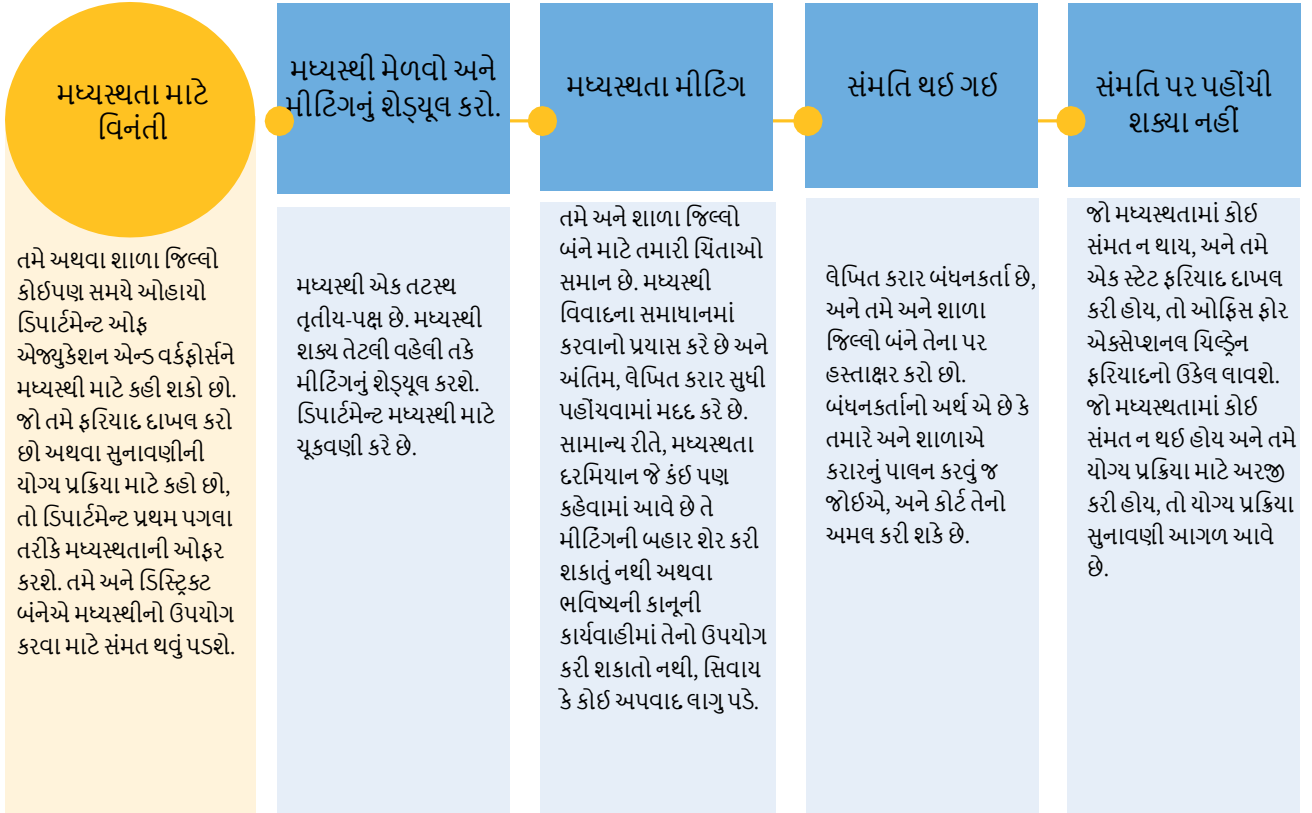 મધ્યસ્થતા માટે
વિનંતી
તમે અથવા શાળા જિલ્લો
કોઈપણ સમયે ઓહાયો
ડિપાર્ટમેન્ટ ઓફ
એજ્યુકેશન એન્ડ વર્કફોર્સને
મધ્યસ્થી માટે કહી શકો છો.
જો તમે ફરિયાદ દાખલ કરો
છો અથવા સુનાવણીની
યોગ્ય પ્રક્રિયા માટે કહો છો,
તો ડિપાર્ટમેન્ટ પ્રથમ પગલા
તરીકે મધ્યસ્થતાની ઓફર
કરશે. તમે અને ડિસ્ટ્રિક્ટ
બંનેએ મધ્યસ્થીનો ઉપયોગ
કરવા માટે સંમત થવું પડશે.
મધ્યસ્થી મેળવો અને
મીટિંગનું શેડ્યૂલ કરો.
મધ્યસ્થી એક તટસ્થ
તૃતીય-પક્ષ છે. મધ્યસ્થી
શક્ય તેટલી વહેલી તકે
મીટિંગનું શેડ્યૂલ કરશે.
ડિપાર્ટમેન્ટ મધ્યસ્થી માટે
ચૂકવણી કરે છે.
મધ્યસ્થતા મીટિંગ
તમે અને શાળા જિલ્લો
બંને માટે તમારી ચિંતાઓ
સમાન છે. મધ્યસ્થી
વિવાદના સમાધાનમાં
કરવાનો પ્રયાસ કરે છે અને
અંતિમ, લેખિત કરાર સુધી
પહોંચવામાં મદદ કરે છે.
સામાન્ય રીતે, મધ્યસ્થતા
દરમિયાન જે કંઈ પણ
કહેવામાં આવે છે તે
મીટિંગની બહાર શેર કરી
શકાતું નથી અથવા
ભવિષ્યની કાનૂની
કાર્યવાહીમાં તેનો ઉપયોગ
કરી શકાતો નથી, સિવાય
કે કોઈ અપવાદ લાગુ પડે.
સંમતિ થઈ ગઈ
લેખિત કરાર બંધનકર્તા છે,
અને તમે અને શાળા
જિલ્લો બંને તેના પર
હસ્તાક્ષર કરો છો.
બંધનકર્તાનો અર્થ એ છે કે
તમારે અને શાળાએ
કરારનું પાલન કરવું જ
જોઈએ, અને કોર્ટ તેનો
અમલ કરી શકે છે.
સંમતિ પર પહોંચી
શક્યા નહીં
જો મધ્યસ્થતામાં કોઈ
સંમત ન થાય, અને તમે
એક સ્ટેટ ફરિયાદ દાખલ
કરી હોય, તો ઓફિસ ફોર
એક્સેપ્શનલ ચિલ્ડ્રેન
ફરિયાદનો ઉકેલ લાવશે.
જો મધ્યસ્થતામાં કોઈ
સંમત ન થઈ હોય અને તમે
યોગ્ય પ્રક્રિયા માટે અરજી
કરી હોય, તો યોગ્ય પ્રક્રિયા
સુનાવણી આગળ આવે
છે.